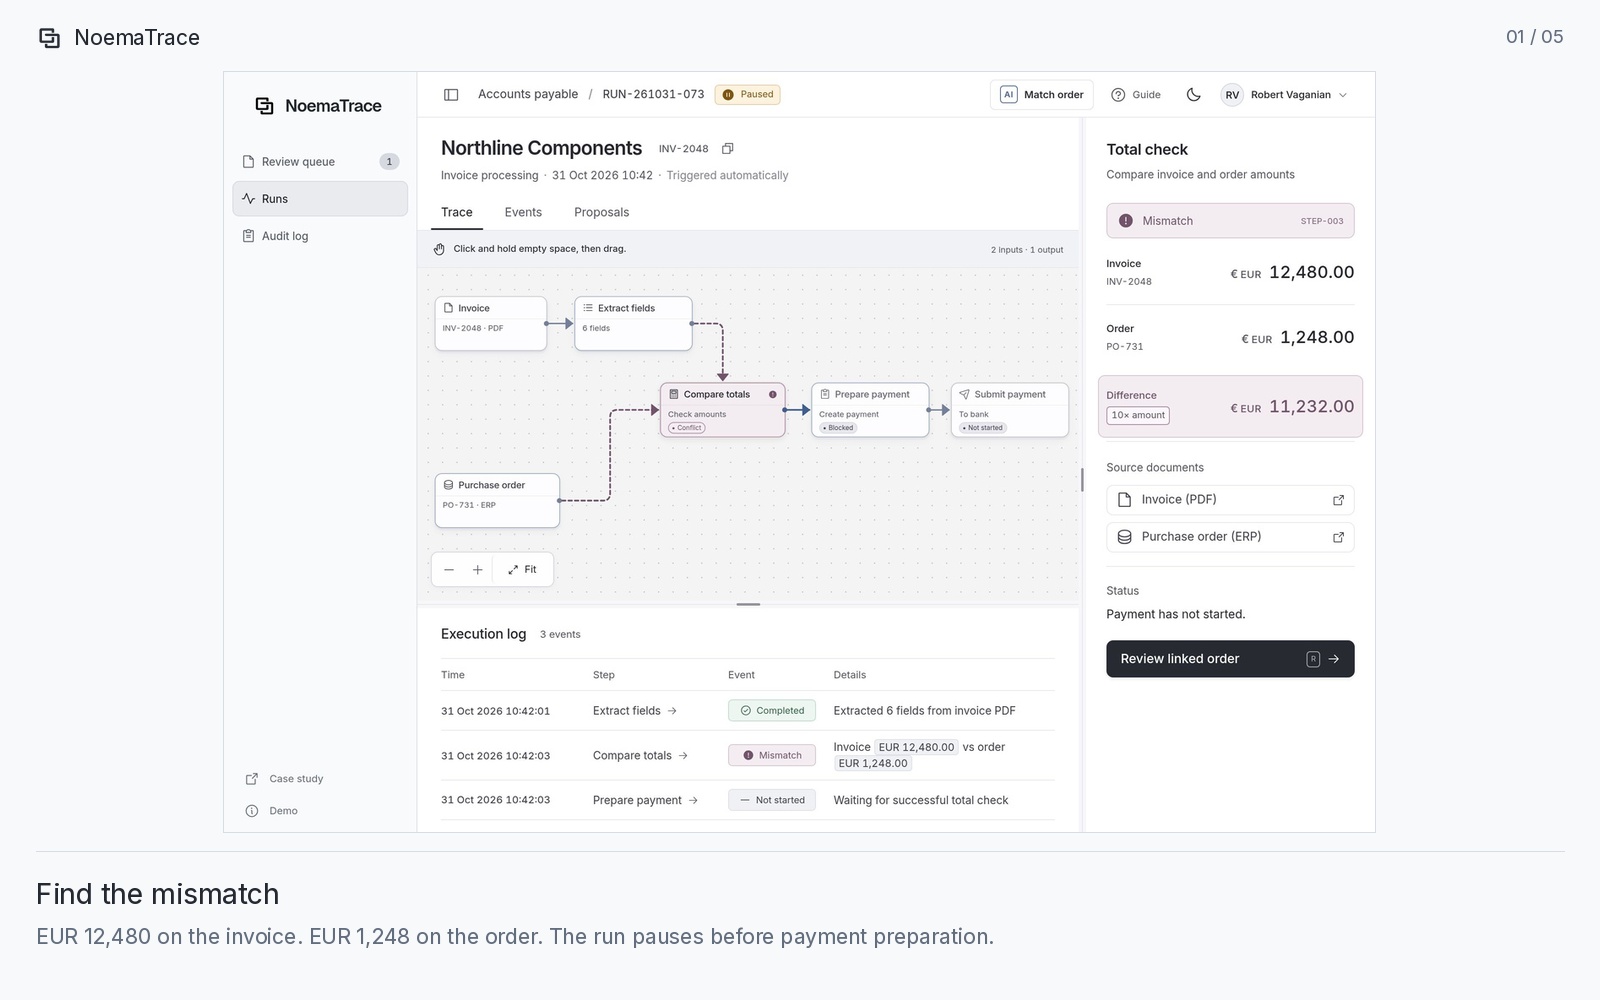 NoemaTrace
01 / 05
NoemaTrace
Review queue 1
Runs
Audit log
Case study
Demo
Accounts payable / RUN-261031-073 Paused
AI Match order
Guide
RV Robert Vaganian
Northline Components INV-2048
Invoice processing · 31 Oct 2026 10:42 · Triggered automatically
Trace Events Proposals
Click and hold empty space, then drag.
2 inputs · 1 output
Invoice
INV-2048 · PDF
Extract fields
6 fields
Compare totals
Check amounts
Conflict
Prepare payment
Create payment
Blocked
Submit payment
To bank
Not started
Purchase order
PO-731 · ERP
Fit
Execution log 3 events
Time Step Event Details
31 Oct 2026 10:42:01 Extract fields → Completed Extracted 6 fields from invoice PDF
31 Oct 2026 10:42:03 Compare totals → Mismatch Invoice EUR 12,480.00 vs order
EUR 1,248.00
31 Oct 2026 10:42:03 Prepare payment → Not started Waiting for successful total check
Total check
Compare invoice and order amounts
Mismatch STEP-003
Invoice
INV-2048
€ EUR 12,480.00
Order
PO-731
€ EUR 1,248.00
Difference
10× amount
€ EUR 11,232.00
Source documents
Invoice (PDF)
Purchase order (ERP)
Status
Payment has not started.
Review linked order R →
Find the mismatch
EUR 12,480 on the invoice. EUR 1,248 on the order. The run pauses before payment preparation.